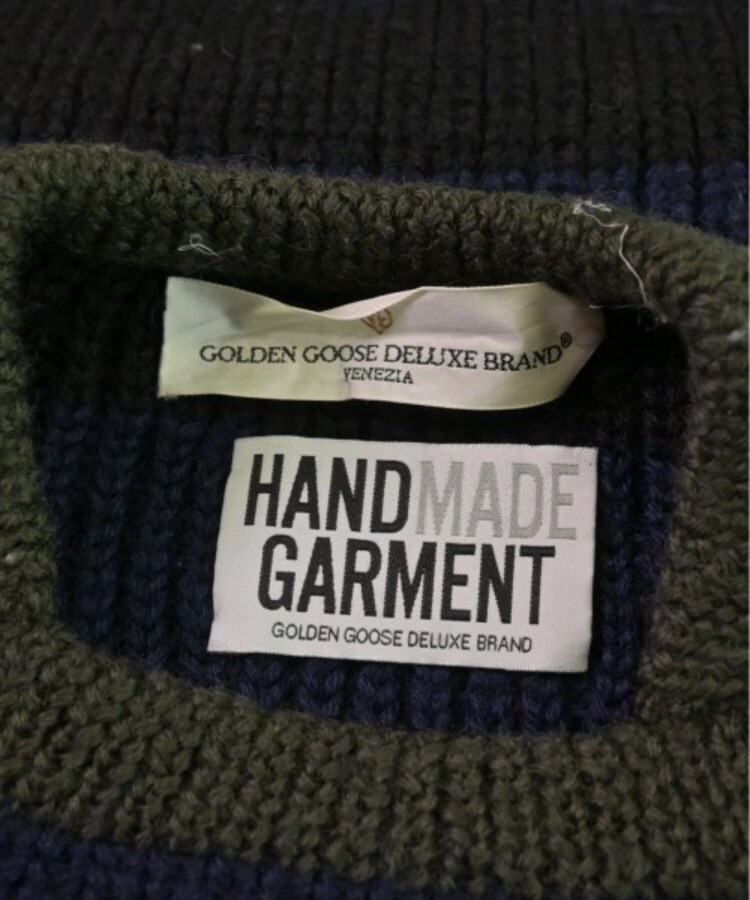 GOLDEN GOOSE DELUXE BRAND®
VENEZIA
HANDMADE
GARMENT
GOLDEN GOOSE DELUXE BRAND